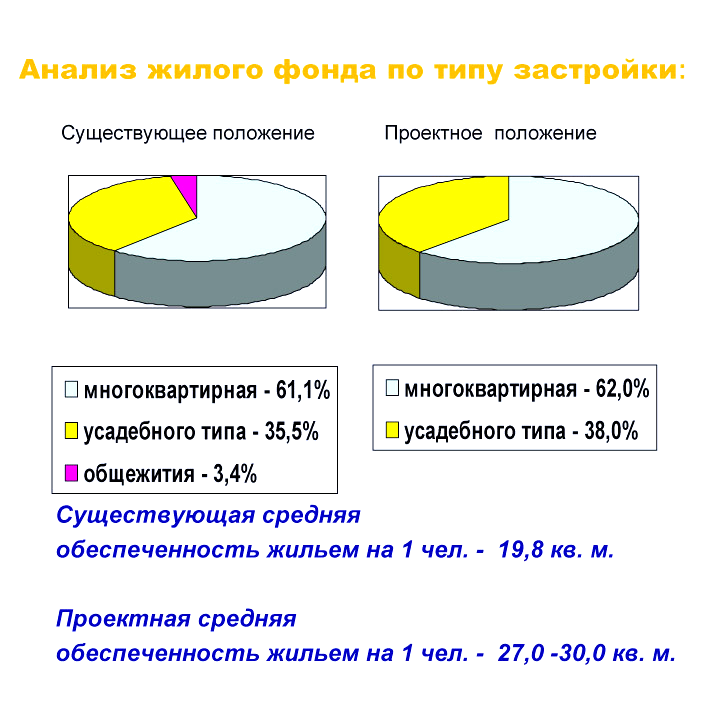 Анализ жилого фонда по типу застройки:
Существующее положение
Проектное положение
многоквартирная - 61,1%
усадебного типа - 35,5%
общежития - 3,4%
многоквартирная - 62,0%
усадебного типа - 38,0%
Существующая средняя
обеспеченность жильем на 1 чел. - 19,8 кв. м.
Проектная средняя
обеспеченность жильем на 1 чел. - 27,0 -30,0 кв. м.